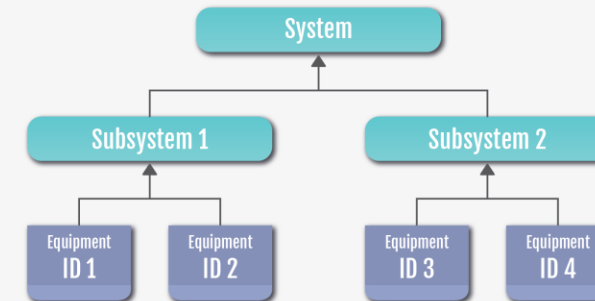 System
Subsystem 1
Subsystem 2
Equipment
ID 1
Equipment
ID 2
Equipment
ID 3
Equipment
ID 4